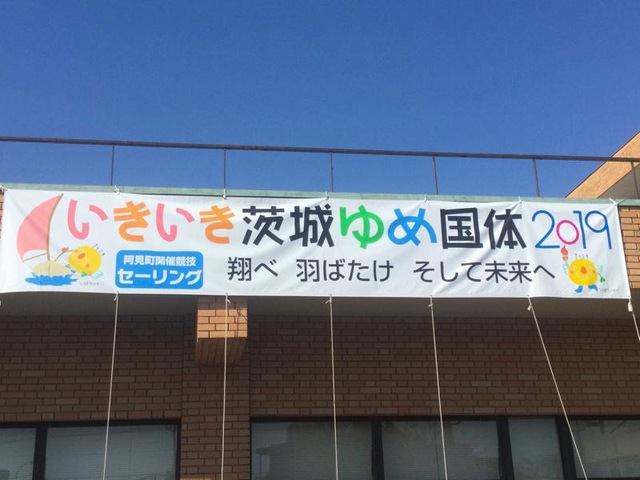 いきいき茨城ゆめ国体2019
阿見町開催競技
セーリング
翔べ 羽ばたけ そして未来へ